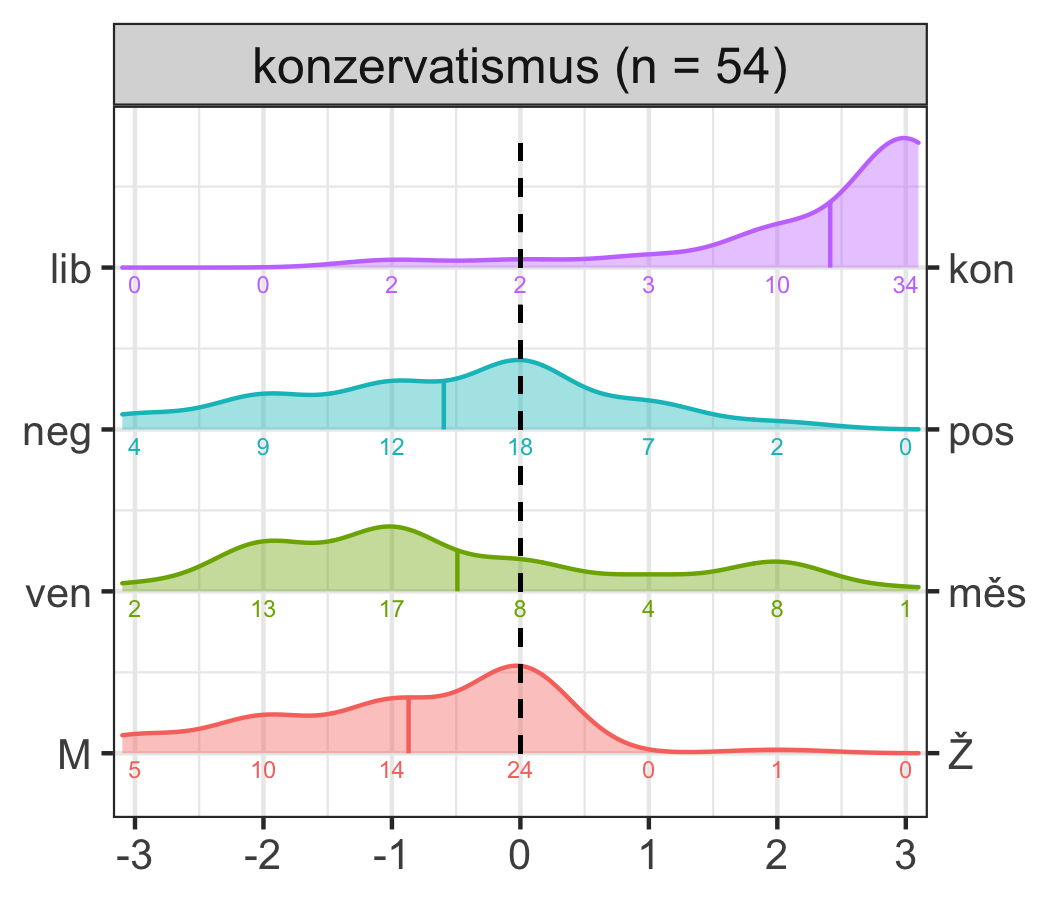 konzervatismus (n = 54)
lib kon
0 0 2 2 3 10 34
neg pos
4 9 12 18 7 2 0
ven měs
2 13 17 8 4 8 1
M Ž
5 10 14 24 0 1 0
-3 -2 -1 0 1 2 3